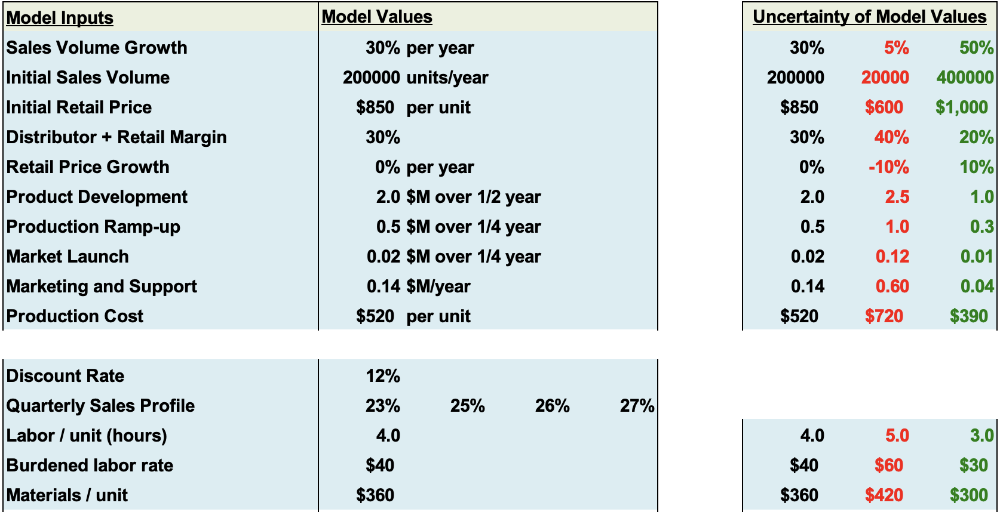 Model Inputs Model Values Uncertainty of Model Values
Sales Volume Growth 30% per year 30% 5% 50%
Initial Sales Volume 200000 units/year 200000 20000 400000
Initial Retail Price $850 per unit $850 $600 $1,000
Distributor + Retail Margin 30% 30% 40% 20%
Retail Price Growth 0% per year 0% -10% 10%
Product Development 2.0 $M over 1/2 year 2.0 2.5 1.0
Production Ramp-up 0.5 $M over 1/4 year 0.5 1.0 0.3
Market Launch 0.02 $M over 1/4 year 0.02 0.12 0.01
Marketing and Support 0.14 $M/year 0.14 0.60 0.04
Production Cost $520 per unit $520 $720 $390
Discount Rate 12%
Quarterly Sales Profile 23% 25% 26% 27%
Labor / unit (hours) 4.0 4.0 5.0 3.0
Burdened labor rate $40 $40 $60 $30
Materials / unit $360 $360 $420 $300